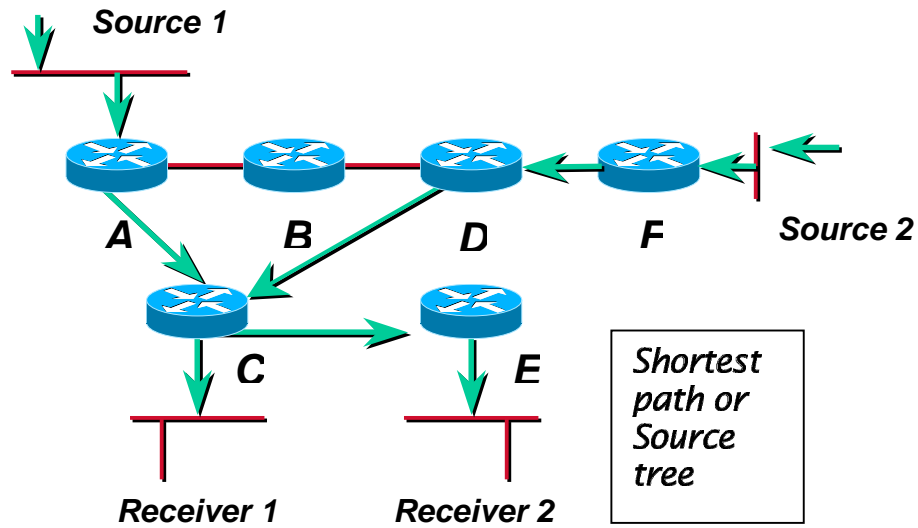 Source 1
A
B
D
F
Source 2
C
E
Shortest
path or
Source
tree
Receiver 1
Receiver 2